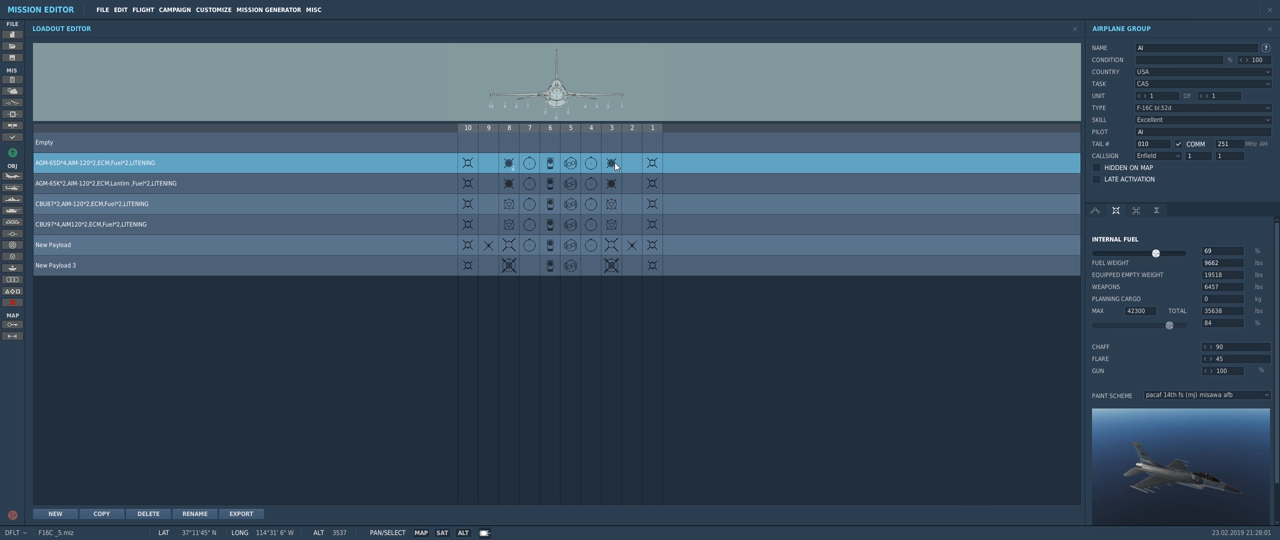 MISSION EDITOR FILE EDIT FLIGHT CAMPAIGN CUSTOMIZE MISSION GENERATOR MISC
FILE
LOADOUT EDITOR
AIRPLANE GROUP
NAME AI ?
CONDITION % < > 100
COUNTRY USA
TASK CAS
UNIT < > 1 OF < > 1
TYPE F-16C bl.52d
SKILL Excellent
PILOT AI
TAIL # 010 COMM 251 MHz AM
CALLSIGN Enfield 1 1
HIDDEN ON MAP
LATE ACTIVATION
MIS
OBJ
MAP
10 9 8 7 6 5 4 3 2 1
Empty
AGM-65D*4,AIM-120*2,ECM,Fuel*2,LITENING
AGM-65K*2,AIM-120*2,ECM,Lantim ,Fuel*2,LITENING
CBU87*2,AIM-120*2,ECM,Fuel*2,LITENING
CBU97*4,AIM120*2,ECM,Fuel*2,LITENING
New Payload
New Payload 3
INTERNAL FUEL
69 %
FUEL WEIGHT 9662 lbs
EQUIPPED EMPTY WEIGHT 19518 lbs
WEAPONS 6457 lbs
PLANNING CARGO 0 kg
MAX 42300 TOTAL 35638 lbs
84 %
CHAFF < > 90
FLARE < > 45
GUN < > 100 %
PAINT SCHEME pacaf 14th fs (mj) misawa afb
NEW COPY DELETE RENAME EXPORT
DFLT F16C _5.miz LAT 37°11'45" N LONG 114°31' 6" W ALT 3537 PAN/SELECT MAP SAT ALT 23.02.2019 21:28:01